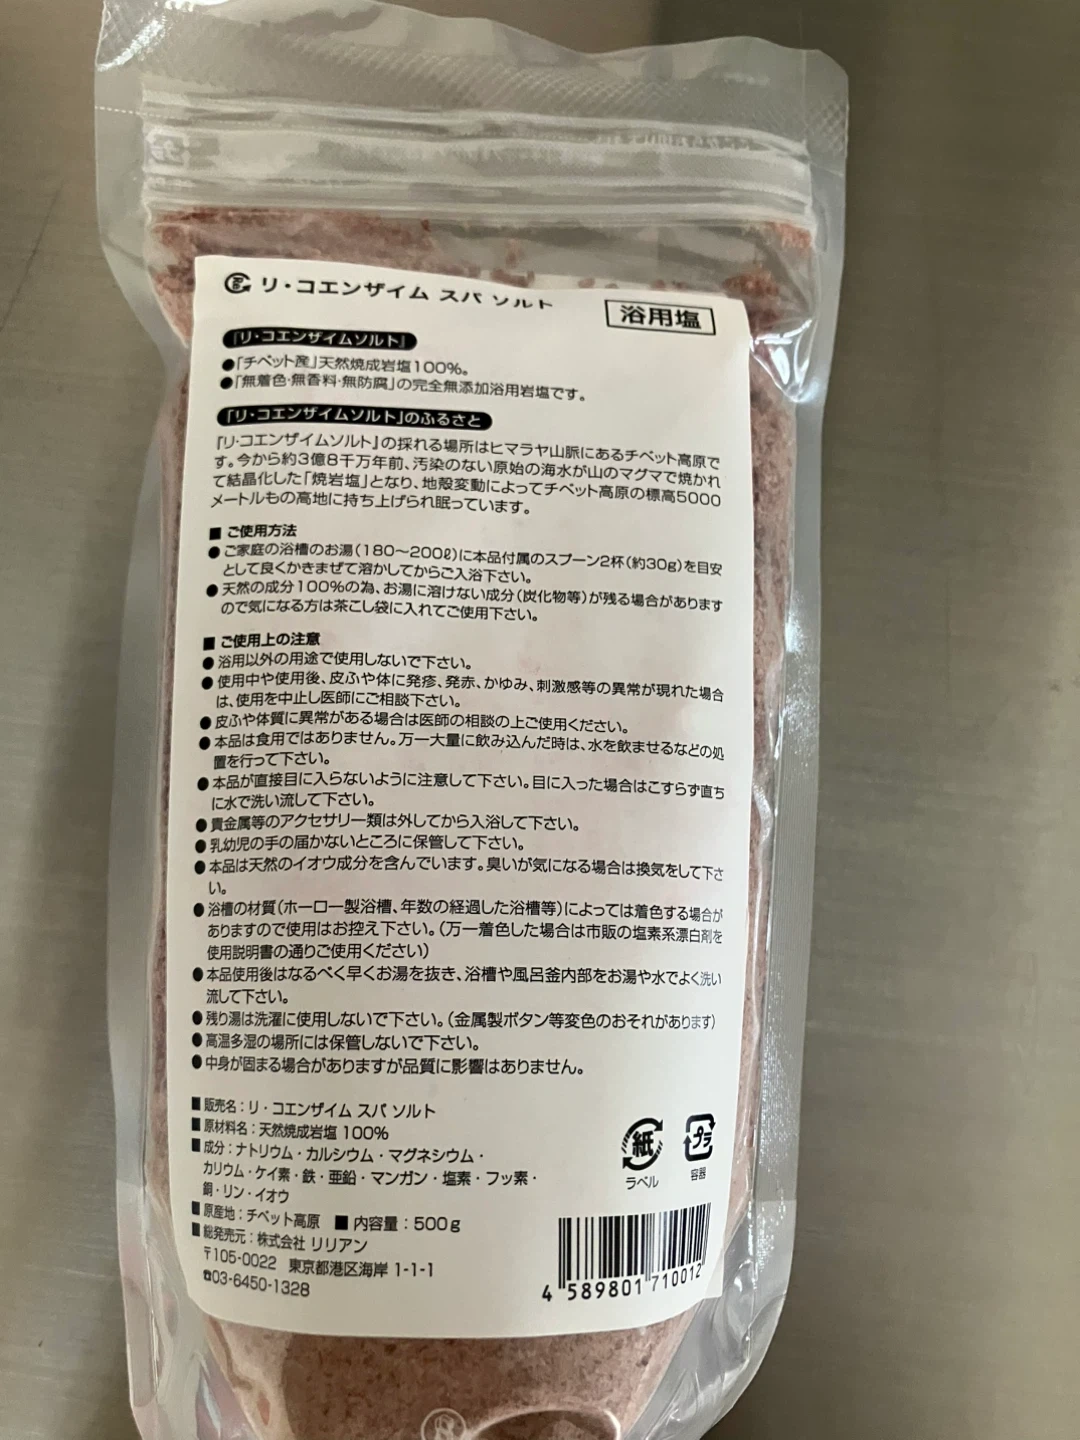 リ・コエンザイム スパ ソルト
浴用塩
『リ・コエンザイムソルト』
●「チベット産」天然焼成岩塩100%。
●「無着色・無香料・無防腐」の完全無添加浴用岩塩です。
『リ・コエンザイムソルト』のふるさと
『リ・コエンザイムソルト』の採れる場所はヒマラヤ山脈にあるチベット高原で
す。今から約3億8千万年前、汚染のない原始の海水が山のマグマで焼かれ
て結晶化した「焼岩塩」となり、地殻変動によってチベット高原の標高5000
メートルもの高地に持ち上げられ眠っています。
■ ご使用方法
● ご家庭の浴槽のお湯(180〜200ℓ)に本品付属のスプーン2杯(約30g)を目安
として良くかきまぜて溶かしてからご入浴下さい。
● 天然の成分100%の為、お湯に溶けない成分(炭化物等)が残る場合があります
ので気になる方は茶こし袋に入れてご使用下さい。
■ ご使用上の注意
● 浴用以外の用途で使用しないで下さい。
● 使用中や使用後、皮ふや体に発疹、発赤、かゆみ、刺激感等の異常が現れた場合
は、使用を中止し医師にご相談下さい。
● 皮ふや体質に異常がある場合は医師の相談の上ご使用ください。
● 本品は食用ではありません。万一大量に飲み込んだ時は、水を飲ませるなどの処
置を行って下さい。
● 本品が直接目に入らないように注意して下さい。目に入った場合はこすらず直ち
に水で洗い流して下さい。
● 貴金属等のアクセサリー類は外してから入浴して下さい。
● 乳幼児の手の届かないところに保管して下さい。
● 本品は天然のイオウ成分を含んでいます。臭いが気になる場合は換気をして下さ
い。
● 浴槽の材質(ホーロー製浴槽、年数の経過した浴槽等)によっては着色する場合が
ありますので使用はお控え下さい。(万一着色した場合は市販の塩素系漂白剤を
使用説明書の通りご使用ください)
● 本品使用後はなるべく早くお湯を抜き、浴槽や風呂釜内部をお湯や水でよく洗い
流して下さい。
● 残り湯は洗濯に使用しないで下さい。(金属製ボタン等変色のおそれがあります)
● 高温多湿の場所には保管しないで下さい。
● 中身が固まる場合がありますが品質に影響はありません。
■ 販売名：リ・コエンザイム スパ ソルト
■ 原材料名：天然焼成岩塩 100%
■ 成分：ナトリウム・カルシウム・マグネシウム・
カリウム・ケイ素・鉄・亜鉛・マンガン・塩素・フッ素・
銅・リン・イオウ
■ 原産地：チベット高原 ■ 内容量：500g
■ 総発売元：株式会社 リリアン
〒105-0022 東京都港区海岸 1-1-1
☎03-6450-1328
紙
ラベル
プラ
容器
4 589801 710012